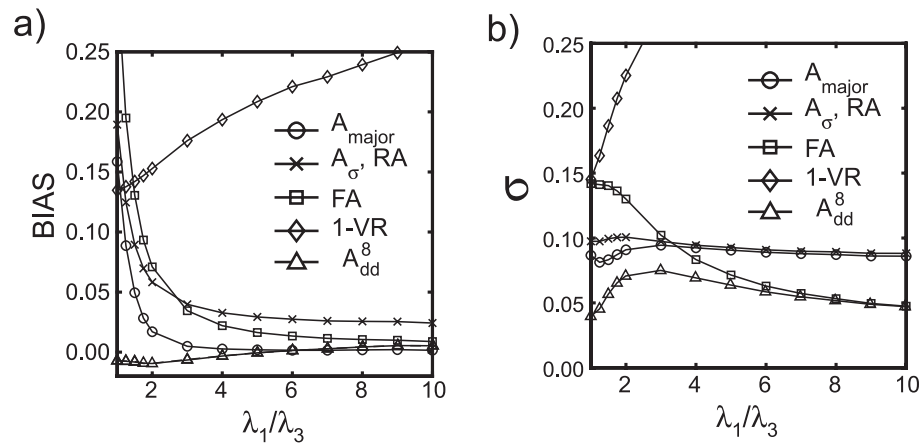 a)
BIAS
0.25
0.20
0.15
0.10
0.05
0.00
2
4
6
8
10
λ₁/λ₃
A_major
A_σ, RA
FA
1-VR
A_dd^8
b)
σ
0.25
0.20
0.15
0.10
0.05
0.00
2
4
6
8
10
λ₁/λ₃
A_major
A_σ, RA
FA
1-VR
A_dd^8